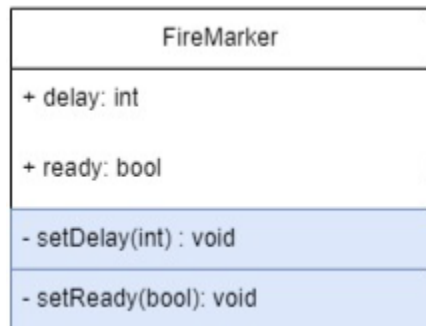 FireMarker
+ delay: int
+ ready: bool
- setDelay(int) : void
- setReady(bool): void